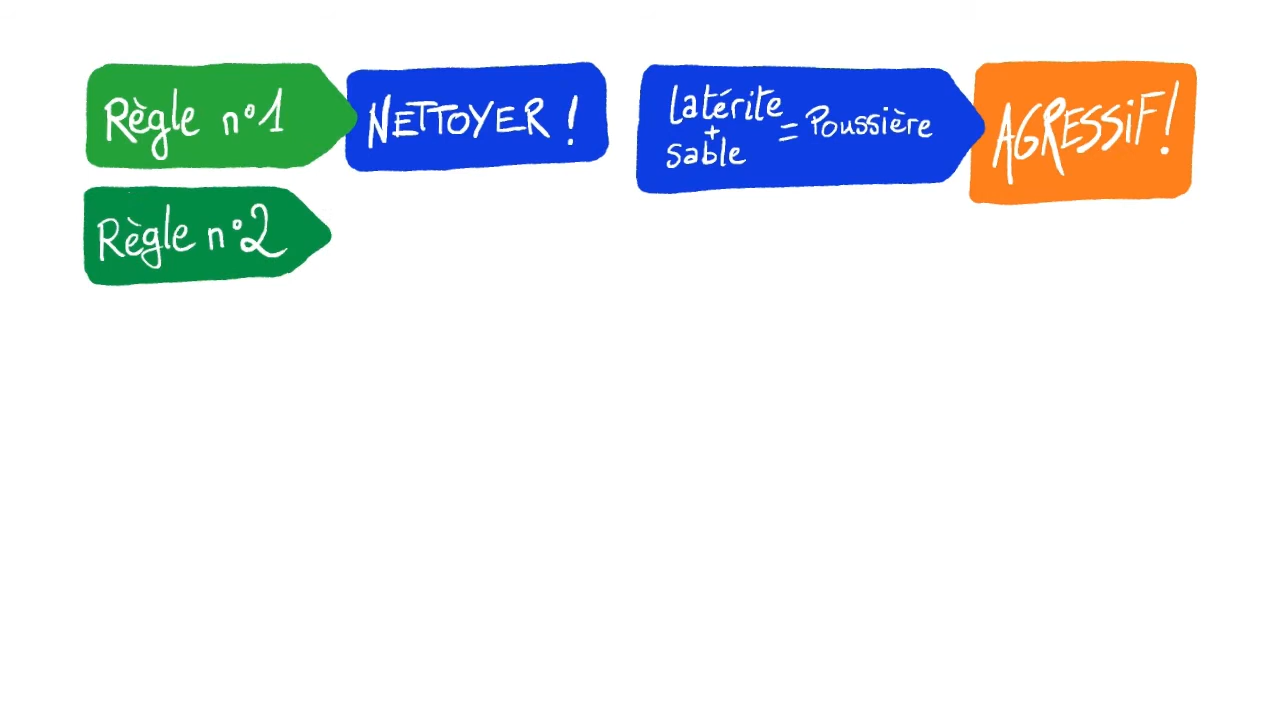 Règle n°1
NETTOYER !
latérite
+
sable
= Poussière
AGRESSiF !
Règle n°2